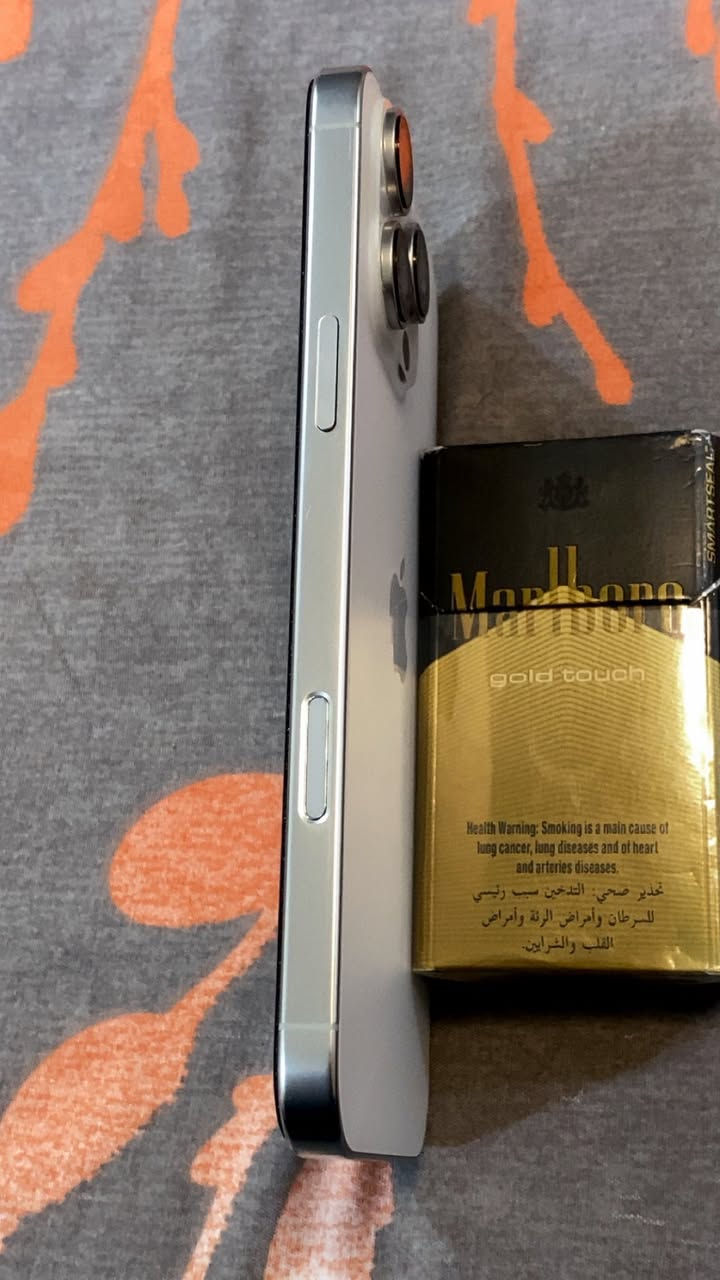 SMARTSEAL
Marlboro
gold touch
Health Warning: Smoking is a main cause of
lung cancer, lung diseases and of heart
and arteries diseases.
تحذير صحي: التدخين سبب رئيسي
للسرطان وأمراض الرئة وأمراض
القلب والشرايين.